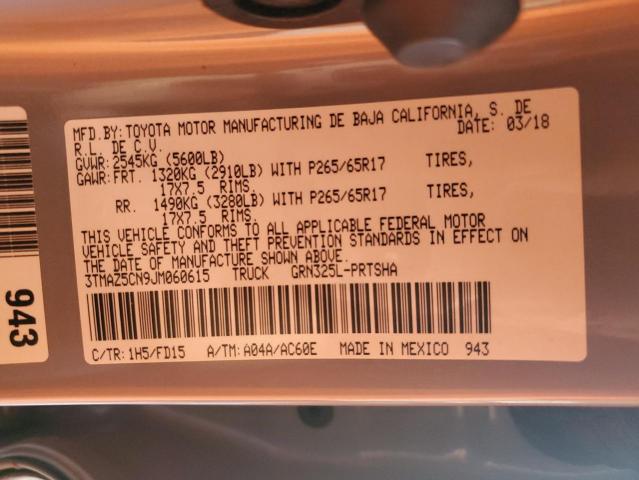 MFD.BY:TOYOTA MOTOR MANUFACTURING DE BAJA CALIFORNIA, S. DE
R.L. DE C.V. DATE: 03/18
GVWR: 2545KG (5600LB)
GAWR:FRT. 1320KG (2910LB) WITH P265/65R17 TIRES,
17X7.5 RIMS.
RR. 1490KG (3280LB) WITH P265/65R17 TIRES,
17X7.5 RIMS.
THIS VEHICLE CONFORMS TO ALL APPLICABLE FEDERAL MOTOR
VEHICLE SAFETY AND THEFT PREVENTION STANDARDS IN EFFECT ON
THE DATE OF MANUFACTURE SHOWN ABOVE.
3TMAZ5CN9JM060615 TRUCK GRN325L-PRTSHA
C/TR: 1H5/FD15 A/TM: A04A/AC60E MADE IN MEXICO 943
943